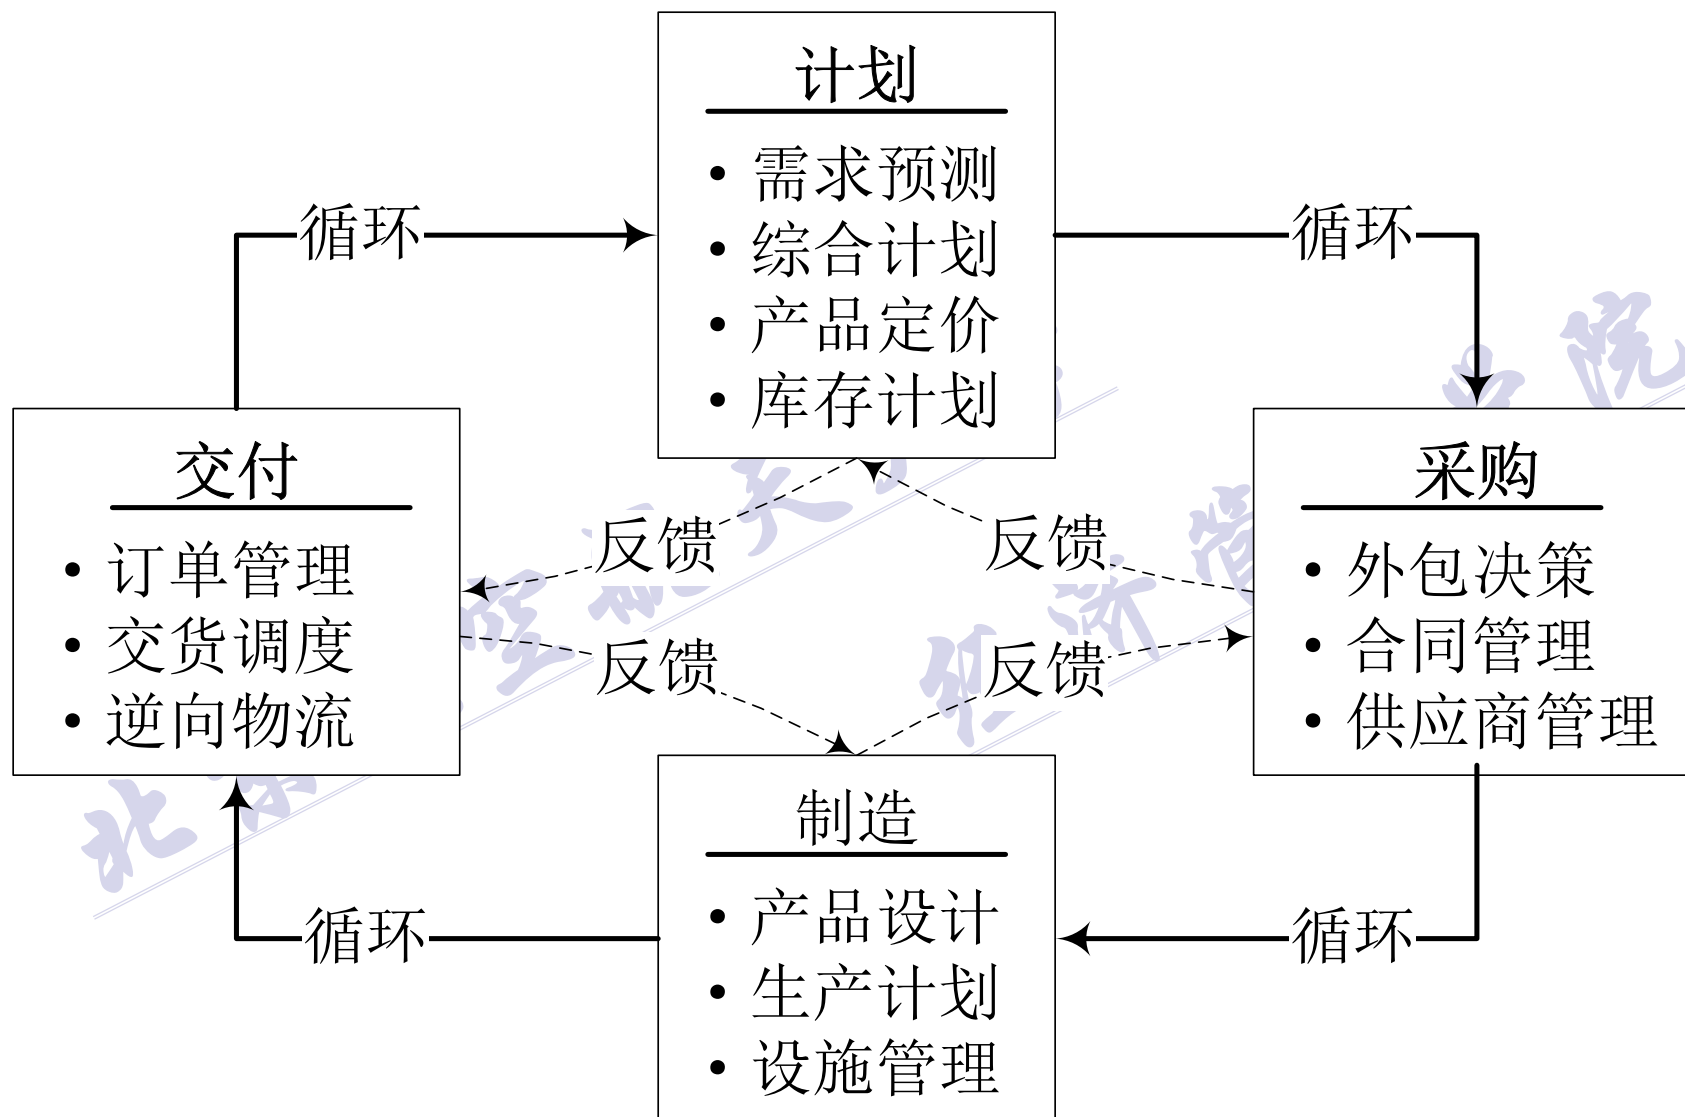 计划
• 需求预测
• 综合计划
• 产品定价
• 库存计划
循环
循环
交付
• 订单管理
• 交货调度
• 逆向物流
采购
• 外包决策
• 合同管理
• 供应商管理
反馈
反馈
反馈
反馈
制造
• 产品设计
• 生产计划
• 设施管理
循环
循环